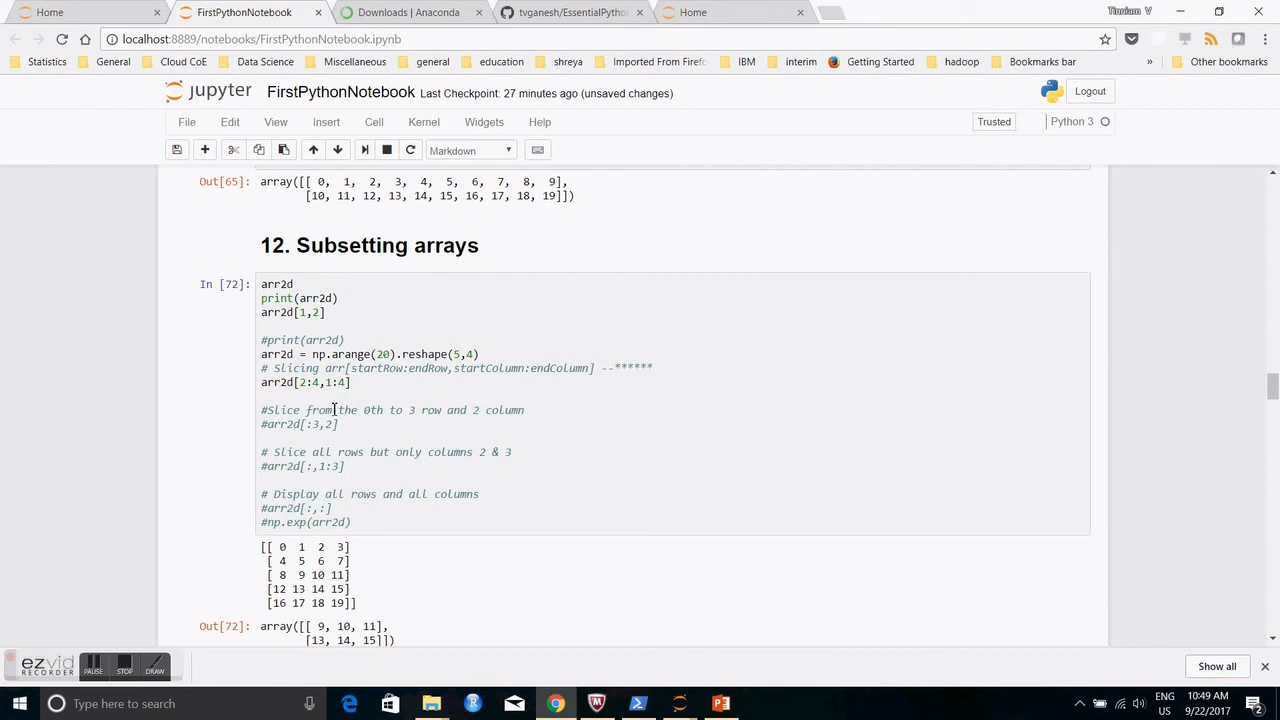 Home
FirstPythonNotebook
Downloads | Anaconda
tvganesh/EssentialPytho
Home
localhost:8889/notebooks/FirstPythonNotebook.ipynb
Statistics General Cloud CoE Data Science Miscellaneous general education shreya Imported From Firefo IBM interim Getting Started hadoop Bookmarks bar » Other bookmarks
jupyter FirstPythonNotebook Last Checkpoint: 27 minutes ago (unsaved changes) Logout
File Edit View Insert Cell Kernel Widgets Help Trusted Python 3
Markdown
Out[65]: array([[ 0, 1, 2, 3, 4, 5, 6, 7, 8, 9],
[10, 11, 12, 13, 14, 15, 16, 17, 18, 19]])
12. Subsetting arrays
In [72]: arr2d
print(arr2d)
arr2d[1,2]
#print(arr2d)
arr2d = np.arange(20).reshape(5,4)
# Slicing arr[startRow:endRow,startColumn:endColumn] --******
arr2d[2:4,1:4]
#Slice from the 0th to 3 row and 2 column
#arr2d[:3,2]
# Slice all rows but only columns 2 & 3
#arr2d[:,1:3]
# Display all rows and all columns
#arr2d[:,:]
#np.exp(arr2d)
[[ 0 1 2 3]
[ 4 5 6 7]
[ 8 9 10 11]
[12 13 14 15]
[16 17 18 19]]
Out[72]: array([[ 9, 10, 11],
[13, 14, 15]])
ezvid
RECORDER
PAUSE STOP DRAW
Show all
Type here to search
ENG
US
10:49 AM
9/22/2017
2